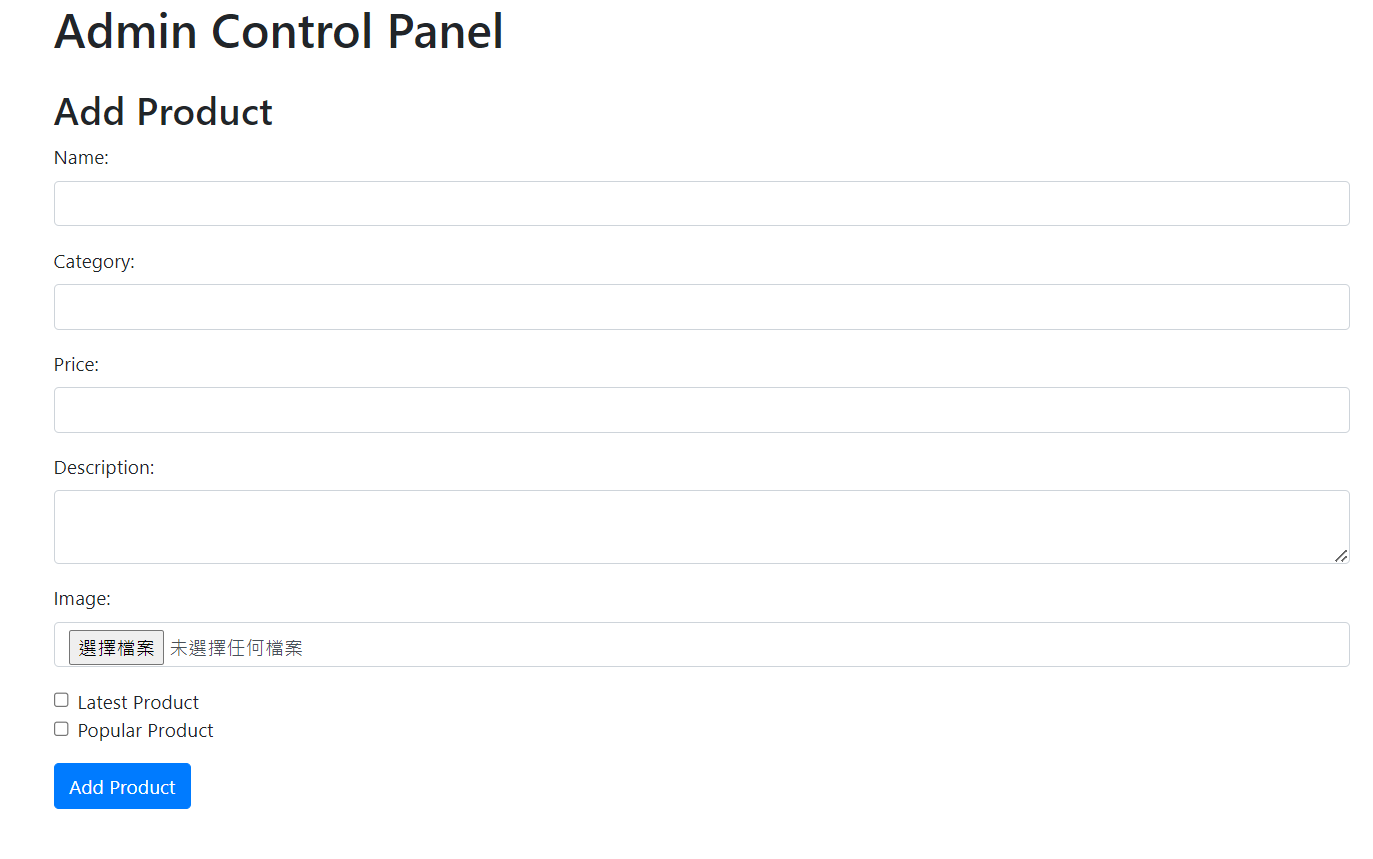 Admin Control Panel
Add Product
Name:
Category:
Price:
Description:
Image:
選擇檔案 未選擇任何檔案
Latest Product
Popular Product
Add Product